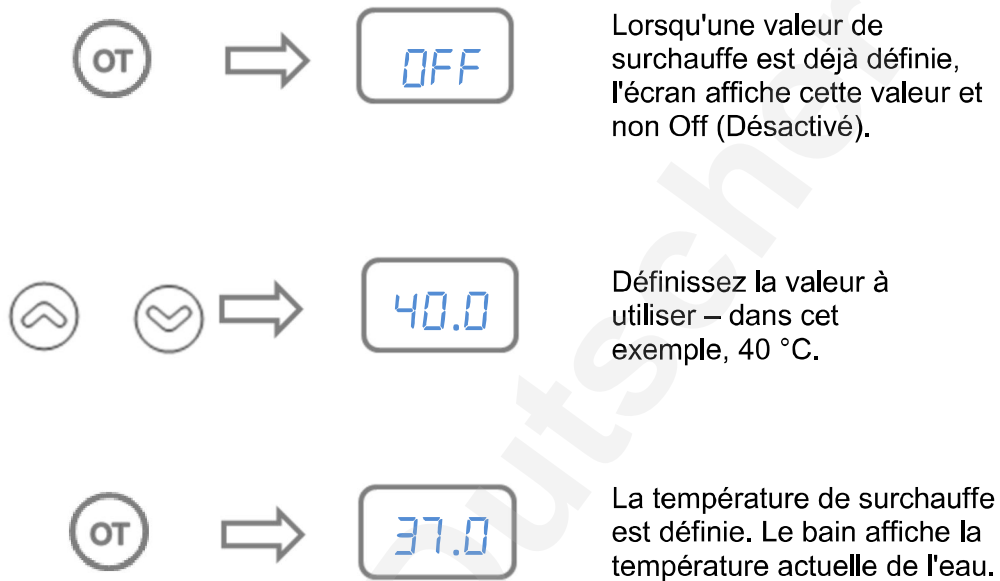 OT
OFF
Lorsqu'une valeur de
surchauffe est déjà définie,
l'écran affiche cette valeur et
non Off (Désactivé).
40.0
Définissez la valeur à
utiliser – dans cet
exemple, 40 °C.
OT
37.0
La température de surchauffe
est définie. Le bain affiche la
température actuelle de l'eau.